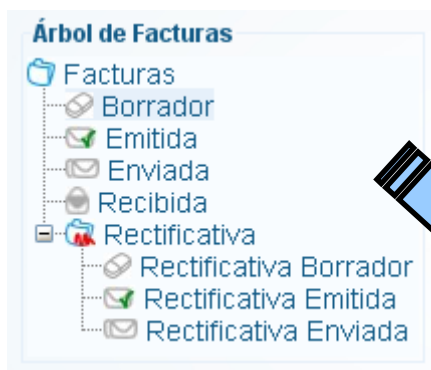 Árbol de Facturas
Facturas
Borrador
Emitida
Enviada
Recibida
Rectificativa
Rectificativa Borrador
Rectificativa Emitida
Rectificativa Enviada